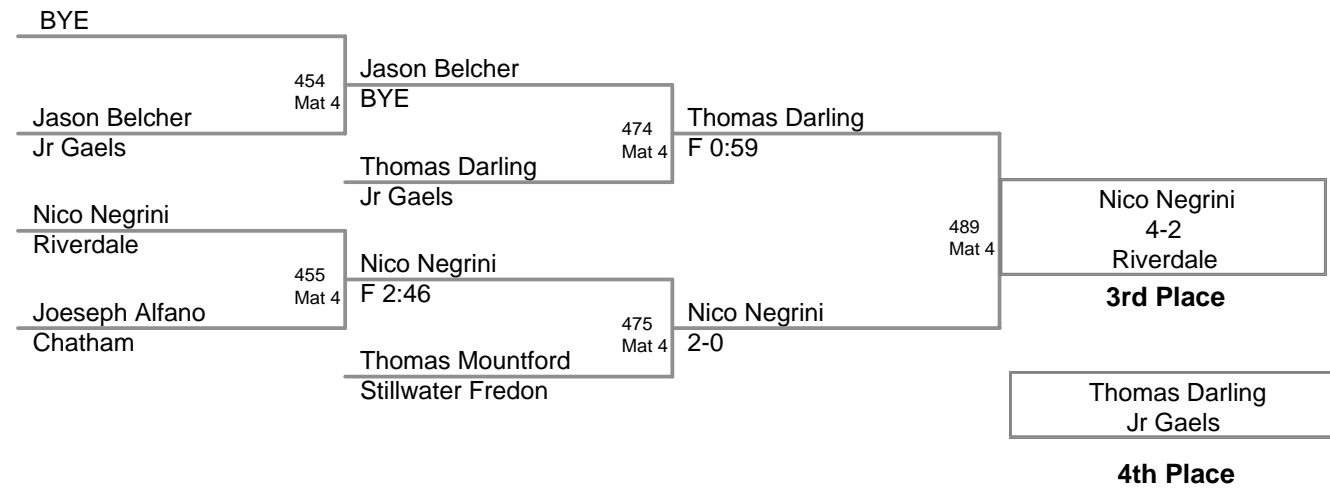 BYE
454
Mat 4
Jason Belcher
Jr Gaels
Jason Belcher
BYE
474
Mat 4
Thomas Darling
Jr Gaels
Thomas Darling
F 0:59
Nico Negrini
Riverdale
455
Mat 4
Joeseph Alfano
Chatham
Nico Negrini
F 2:46
475
Mat 4
Thomas Mountford
Stillwater Fredon
Nico Negrini
2-0
489
Mat 4
Nico Negrini
4-2
Riverdale
3rd Place
Thomas Darling
Jr Gaels
4th Place